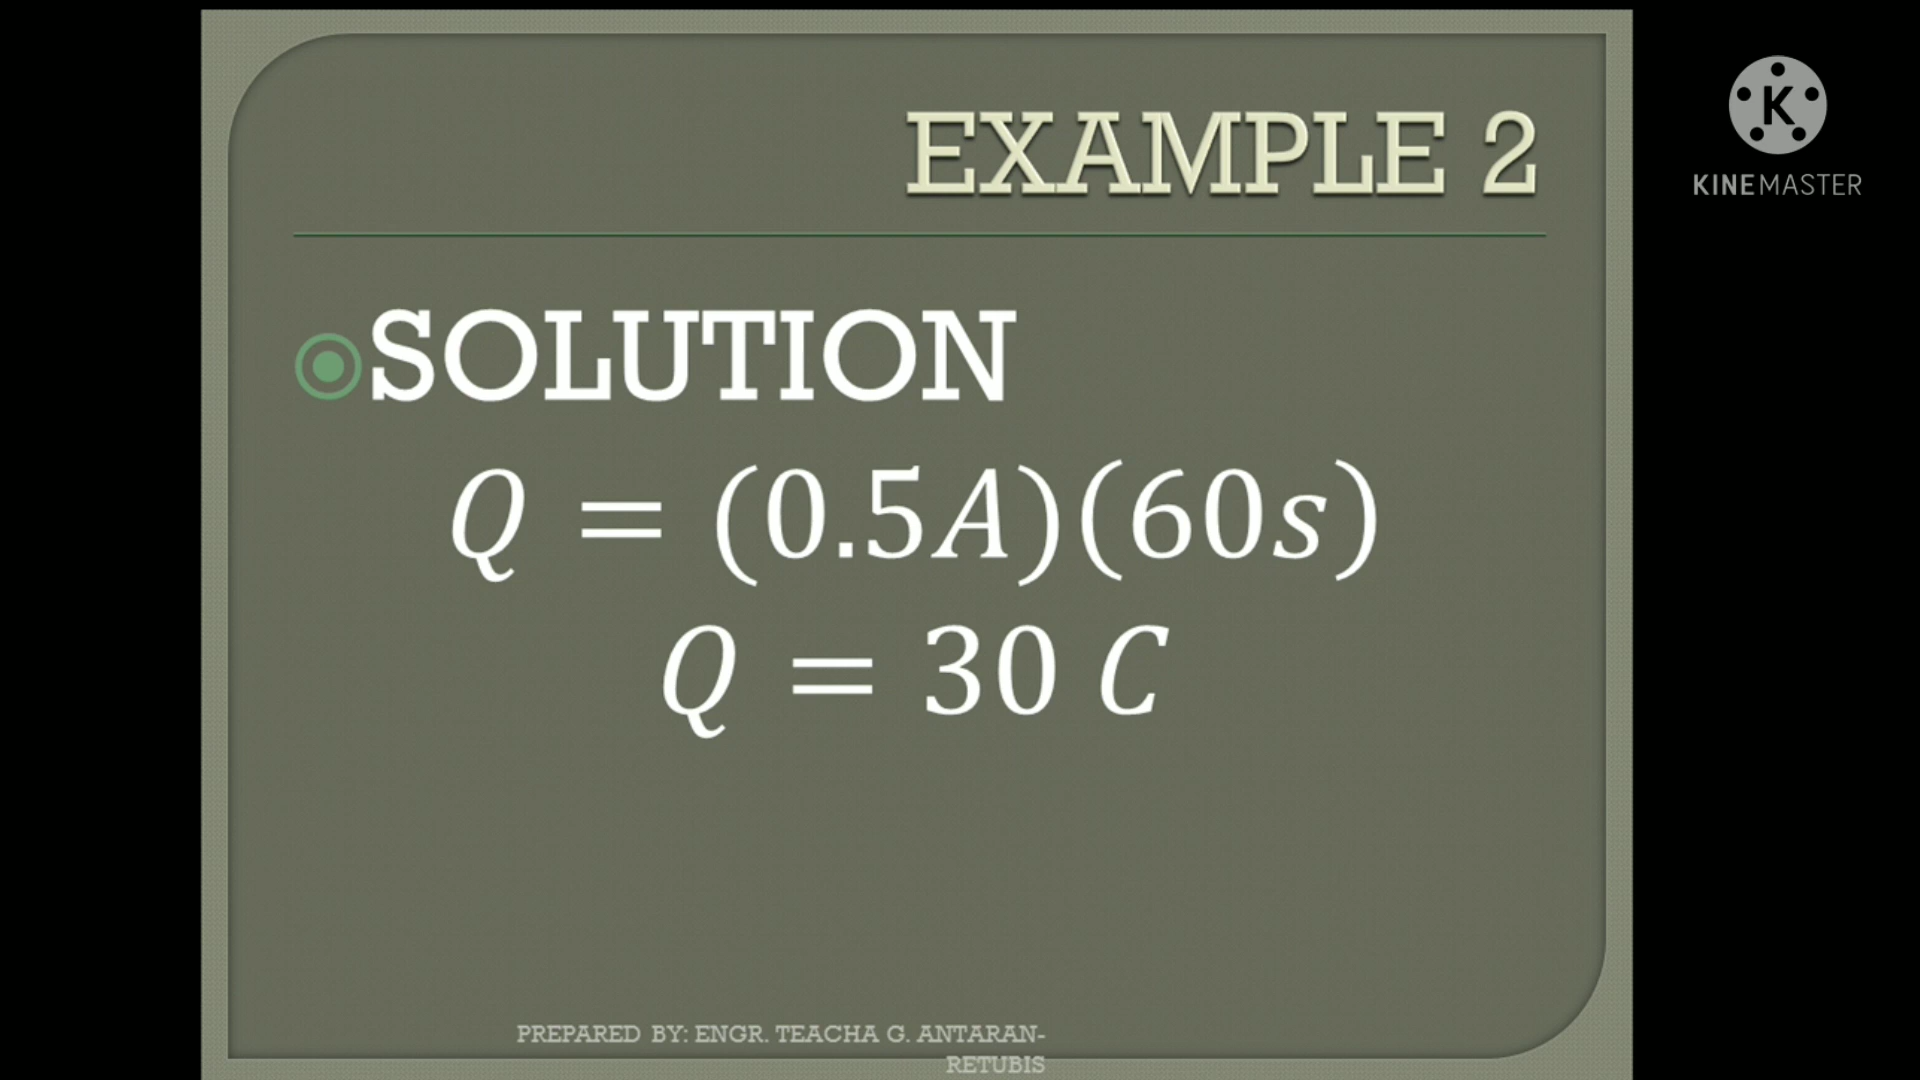 EXAMPLE 2
K
KINEMASTER
SOLUTION
Q = (0.5A)(60s)
Q = 30 C
PREPARED BY: ENGR. TEACHA G. ANTARAN-
RETUBIS